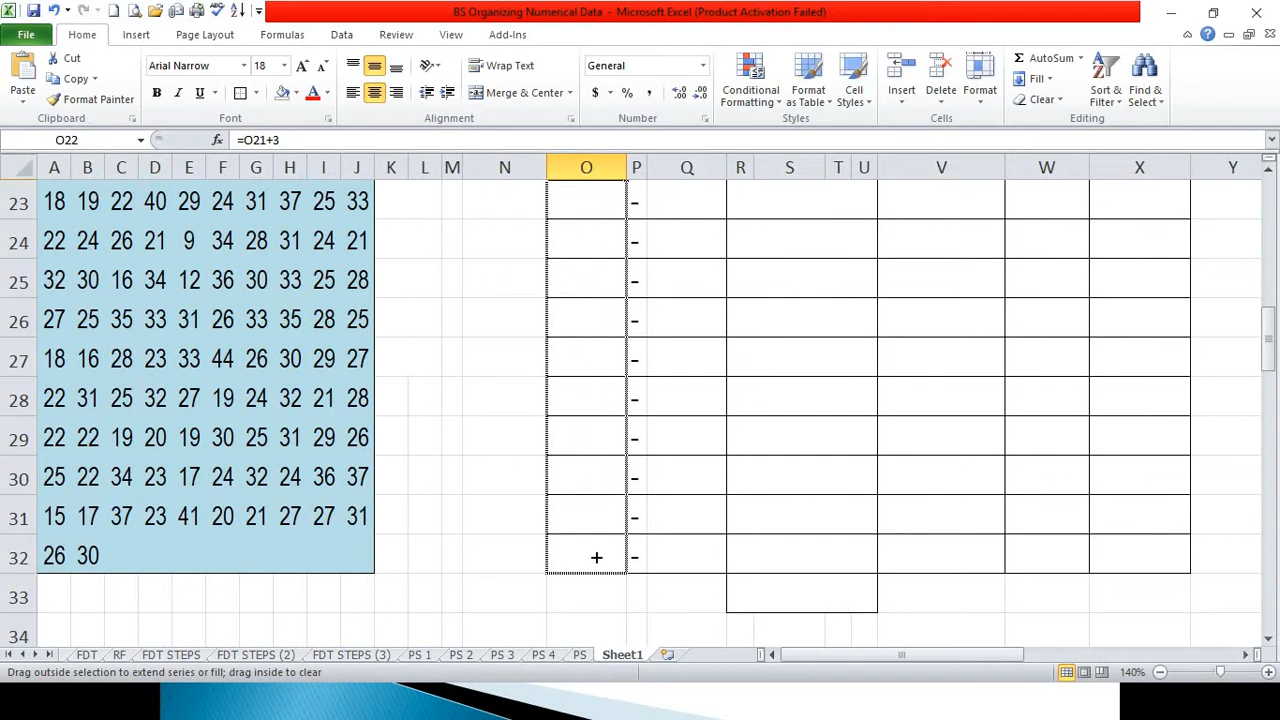 BS Organizing Numerical Data - Microsoft Excel (Product Activation Failed)
File Home Insert Page Layout Formulas Data Review View Add-Ins
Paste Cut Copy Format Painter Clipboard
Arial Narrow 18 A A B I U A Font
Wrap Text Merge & Center Alignment
General $ % , Number
Conditional Formatting Format as Table Cell Styles Styles
Insert Delete Format Cells
Σ AutoSum Fill Clear Sort & Filter Find & Select Editing
O22 fx =O21+3
A B C D E F G H I J K L M N O P Q R S T U V W X Y
23 18 19 22 40 29 24 31 37 25 33 -
24 22 24 26 21 9 34 28 31 24 21 -
25 32 30 16 34 12 36 30 33 25 28 -
26 27 25 35 33 31 26 33 35 28 25 -
27 18 16 28 23 33 44 26 30 29 27 -
28 22 31 25 32 27 19 24 32 21 28 -
29 22 22 19 20 19 30 25 31 29 26 -
30 25 22 34 23 17 24 32 24 36 37 -
31 15 17 37 23 41 20 21 27 27 31 -
32 26 30 -
33
34
FDT RF FDT STEPS FDT STEPS (2) FDT STEPS (3) PS 1 PS 2 PS 3 PS 4 PS Sheet1
Drag outside selection to extend series or fill; drag inside to clear 140%